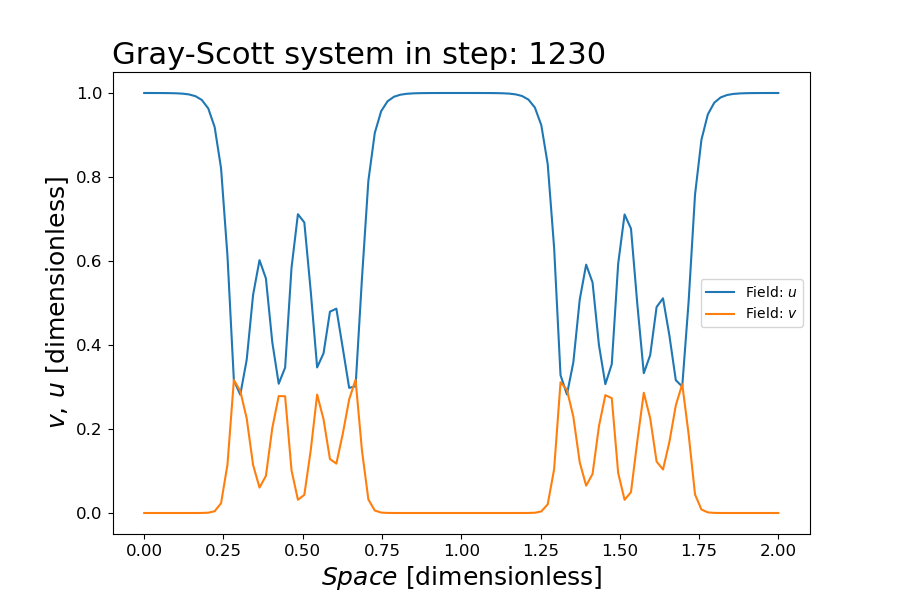 Gray-Scott system in step: 1230
v, u [dimensionless]
1.0
0.8
0.6
0.4
0.2
0.0
Field: u
Field: v
0.00 0.25 0.50 0.75 1.00 1.25 1.50 1.75 2.00
Space [dimensionless]